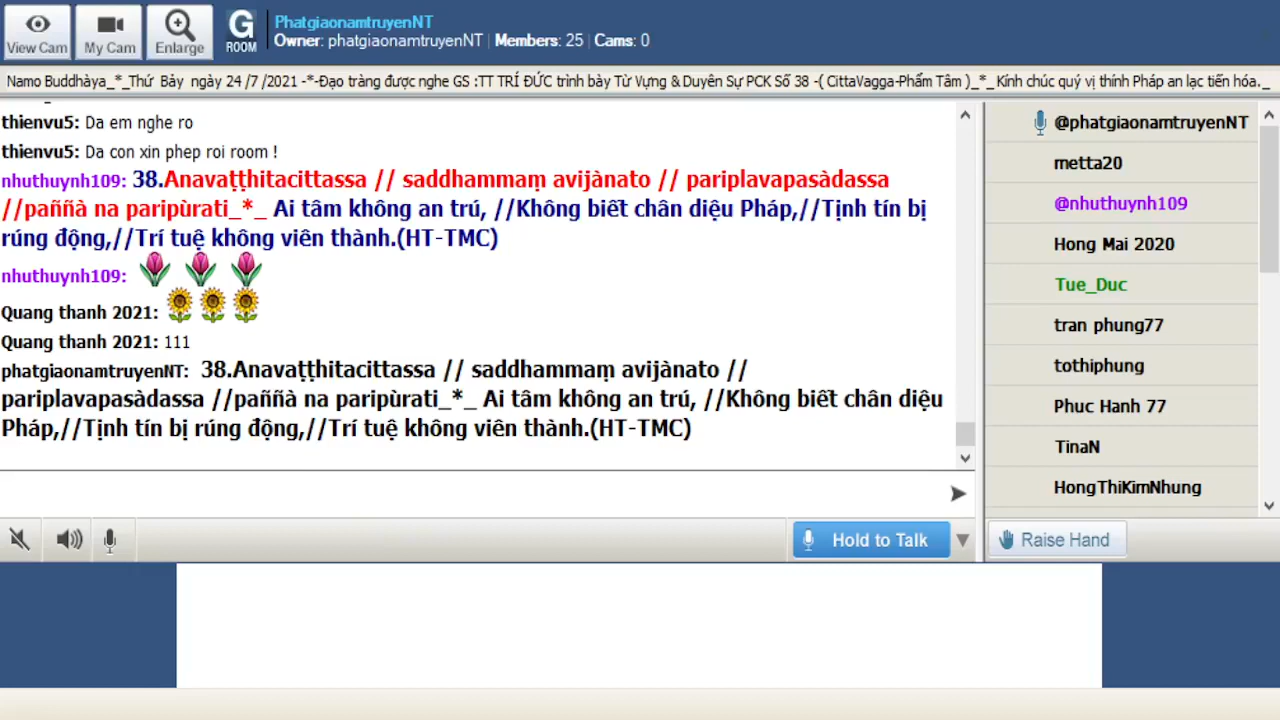 View Cam
My Cam
Enlarge
G
ROOM
PhatgiaonamtruyenNT
Owner: phatgiaonamtruyenNT | Members: 25 | Cams: 0
Namo Buddhàya_*_Thứ Bảy ngày 24 /7 /2021 -*-Đạo tràng được nghe GS :TT TRÍ ĐỨC trình bày Từ Vựng & Duyên Sự PCK Số 38 -( CittaVagga-Phẩm Tâm )_*_Kính chúc quý vị thính Pháp an lạc tiến hóa._
thienvu5: Da em nghe ro
thienvu5: Da con xin phep roi room !
nhuthuynh109: 38.Anavaṭṭhitacittassa // saddhammaṃ avijànato // pariplavapasàdassa
//paññà na paripùrati_*_ Ai tâm không an trú, //Không biết chân diệu Pháp,//Tịnh tín bị
rúng động,//Trí tuệ không viên thành.(HT-TMC)
nhuthuynh109:
Quang thanh 2021:
Quang thanh 2021: 111
phatgiaonamtruyenNT: 38.Anavaṭṭhitacittassa // saddhammaṃ avijànato //
pariplavapasàdassa //paññà na paripùrati_*_ Ai tâm không an trú, //Không biết chân diệu
Pháp,//Tịnh tín bị rúng động,//Trí tuệ không viên thành.(HT-TMC)
@phatgiaonamtruyenNT
metta20
@nhuthuynh109
Hong Mai 2020
Tue_Duc
tran phung77
tothiphung
Phuc Hanh 77
TinaN
HongThiKimNhung
Hold to Talk
Raise Hand